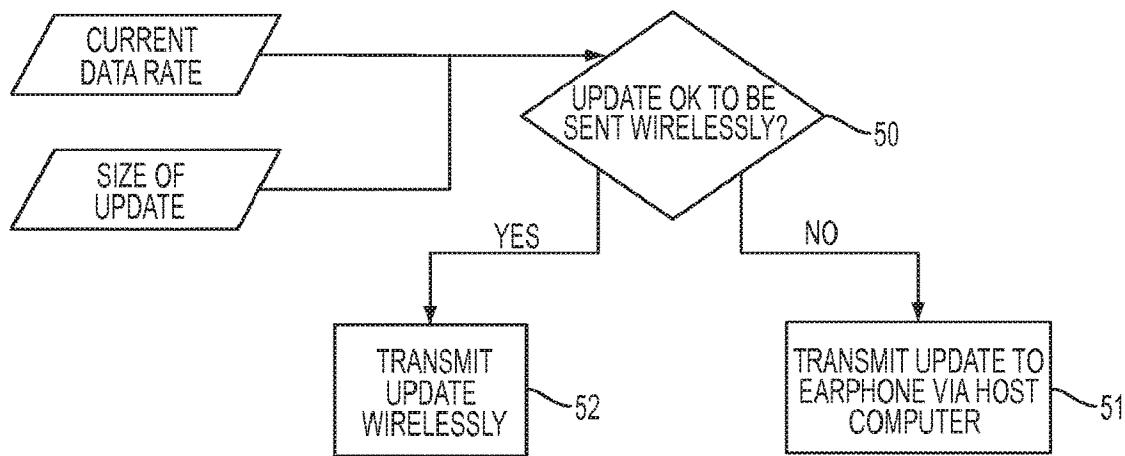 CURRENT
DATA RATE
UPDATE OK TO BE
SENT WIRELESSLY?
50
SIZE OF
UPDATE
YES
NO
TRANSMIT
UPDATE
WIRELESSLY
52
TRANSMIT UPDATE TO
EARPHONE VIA HOST
COMPUTER
51